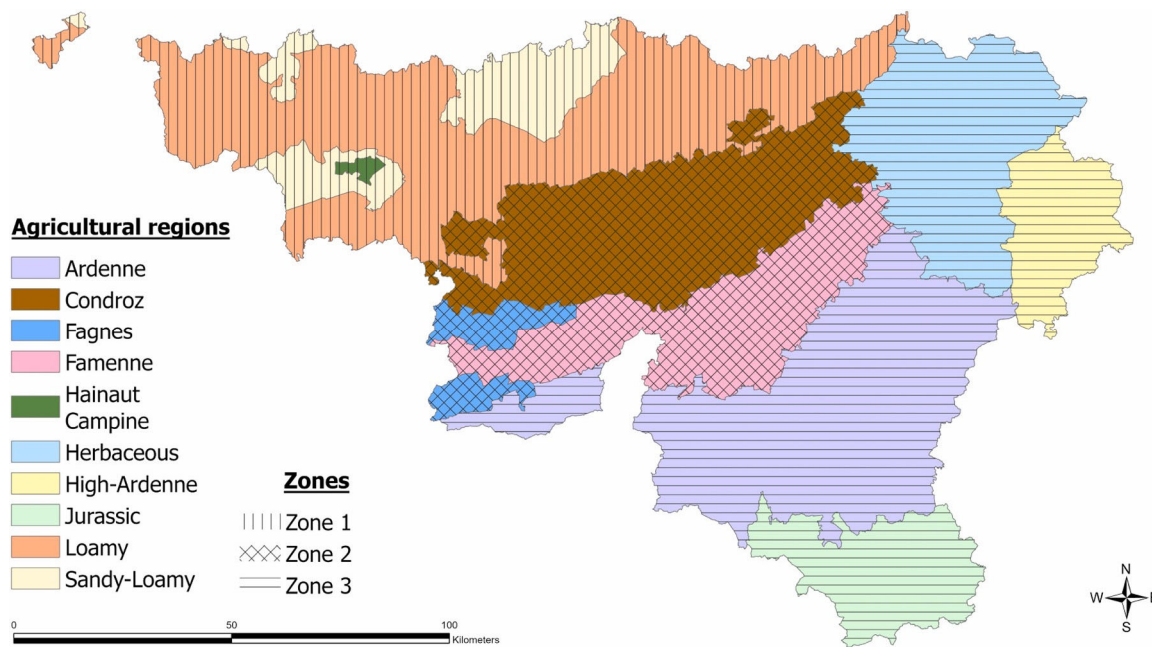 Agricultural regions
Ardenne
Condroz
Fagnes
Famenne
Hainaut
Campine
Herbaceous
High-Ardenne
Jurassic
Loamy
Sandy-Loamy
Zones
Zone 1
Zone 2
Zone 3
0 50 100
Kilometers
N
W E
S